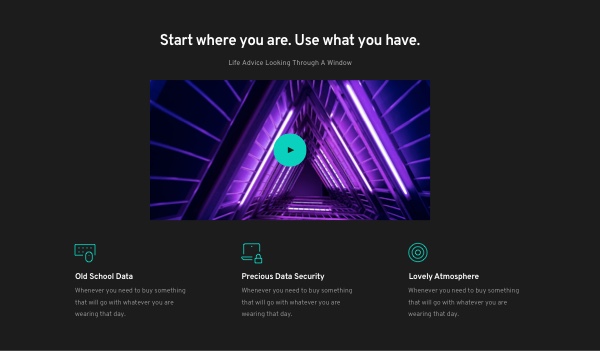 Start where you are. Use what you have.
Life Advice Looking Through A Window
Old School Data
Whenever you need to buy something
that will go with whatever you are
wearing that day.
Precious Data Security
Whenever you need to buy something
that will go with whatever you are
wearing that day.
Lovely Atmosphere
Whenever you need to buy something
that will go with whatever you are
wearing that day.